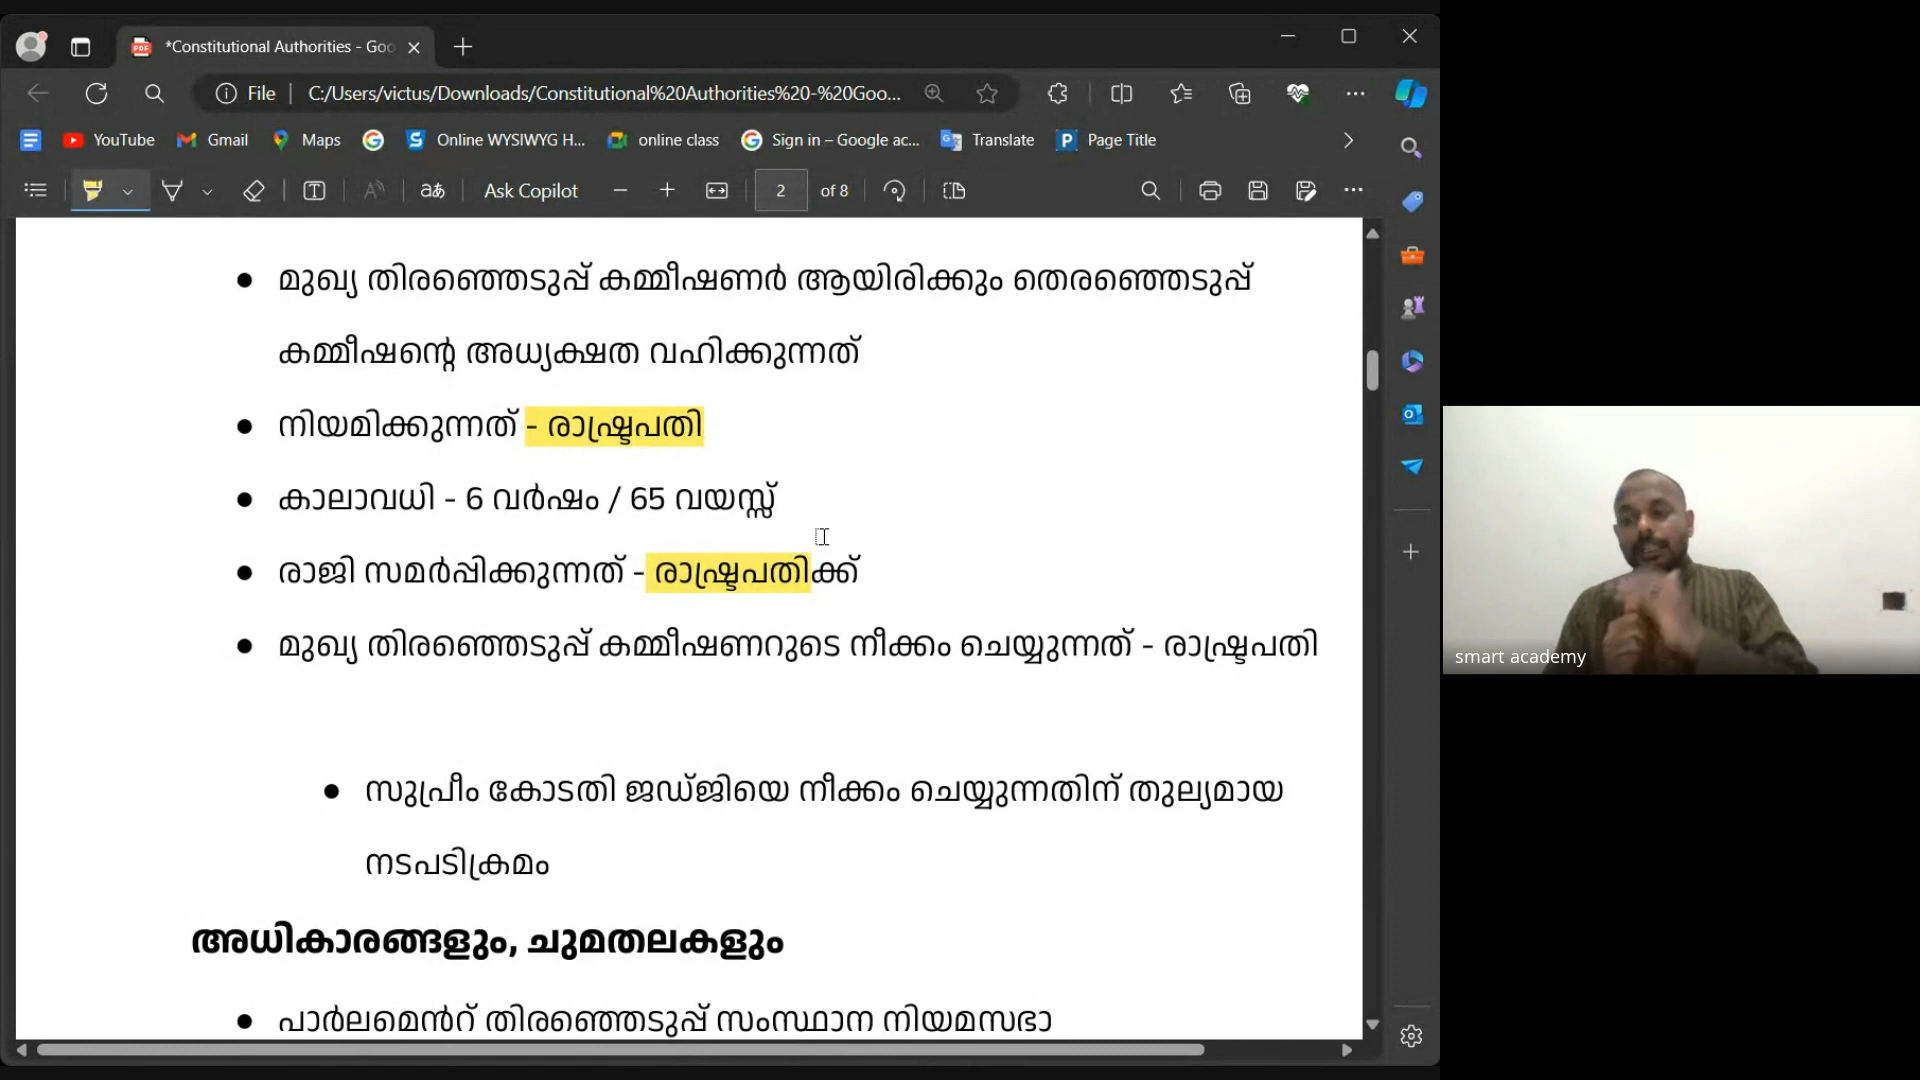 *Constitutional Authorities - Goo
File
C:/Users/victus/Downloads/Constitutional%20Authorities%20-%20Goo...
YouTube
Gmail
Maps
Online WYSIWYG H...
online class
Sign in – Google ac...
Translate
Page Title
Ask Copilot
2 of 8
മുഖ്യ തിരഞ്ഞെടുപ്പ് കമ്മീഷണർ ആയിരിക്കും തെരഞ്ഞെടുപ്പ്
കമ്മീഷന്റെ അധ്യക്ഷത വഹിക്കുന്നത്
നിയമിക്കുന്നത് - രാഷ്ട്രപതി
കാലാവധി - 6 വർഷം / 65 വയസ്സ്
രാജി സമർപ്പിക്കുന്നത് - രാഷ്ട്രപതിക്ക്
മുഖ്യ തിരഞ്ഞെടുപ്പ് കമ്മീഷണറുടെ നീക്കം ചെയ്യുന്നത് - രാഷ്ട്രപതി
സുപ്രീം കോടതി ജഡ്ജിയെ നീക്കം ചെയ്യുന്നതിന് തുല്യമായ
നടപടിക്രമം
അധികാരങ്ങളും, ചുമതലകളും
പാർലമെൻറ് തിരഞ്ഞെടുപ്പ് സംസ്ഥാന നിയമസഭാ
smart academy